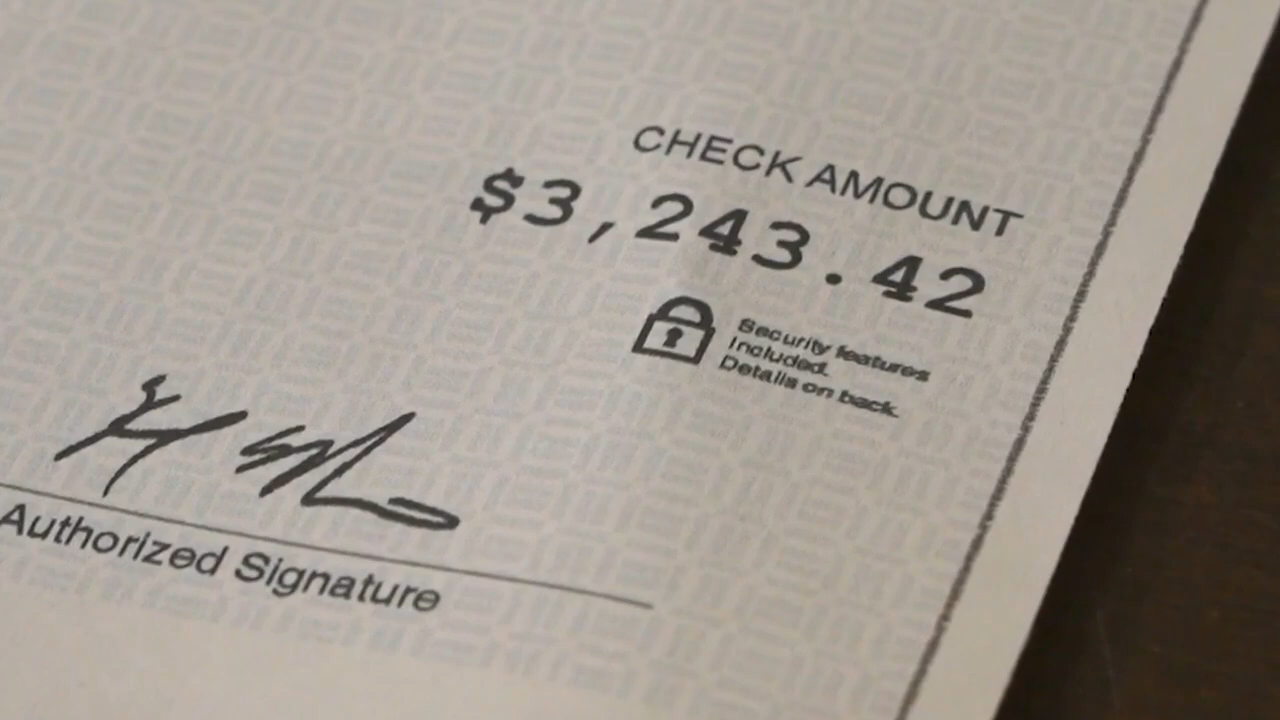 CHECK AMOUNT
$3,243.42
Security features
included.
Details on back.
Authorized Signature